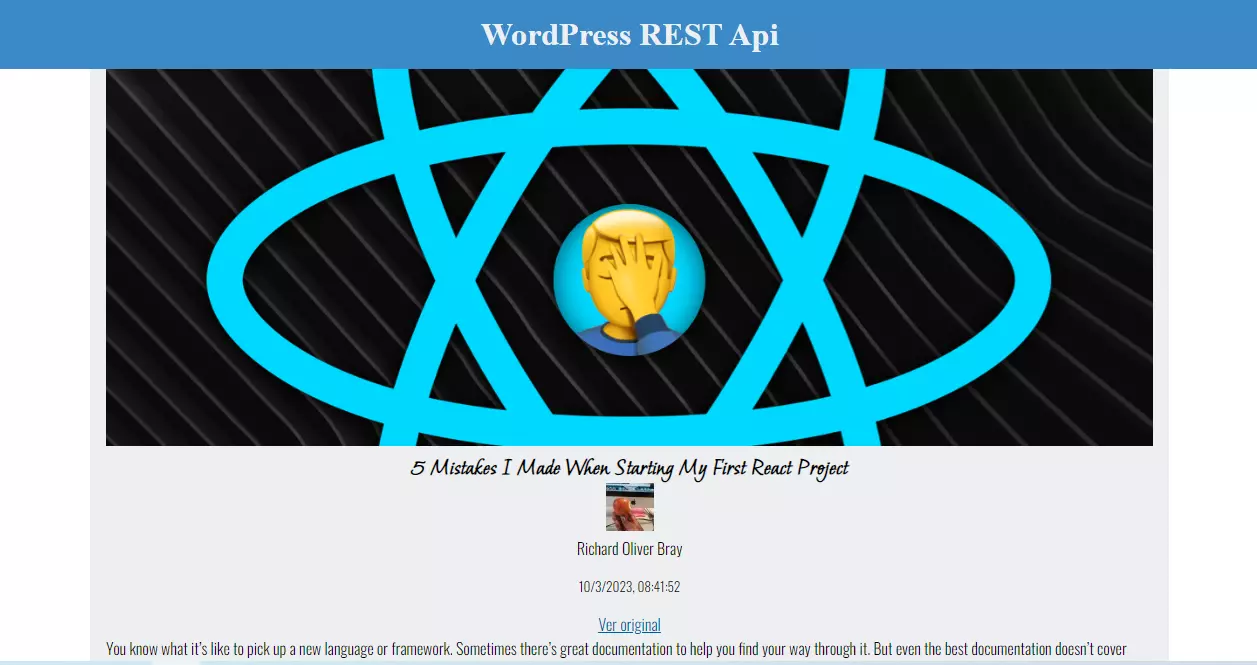 WordPress REST Api
5 Mistakes I Made When Starting My First React Project
Richard Oliver Bray
10/3/2023, 08:41:52
Ver original
You know what it’s like to pick up a new language or framework. Sometimes there’s great documentation to help you find your way through it. But even the best documentation doesn’t cover